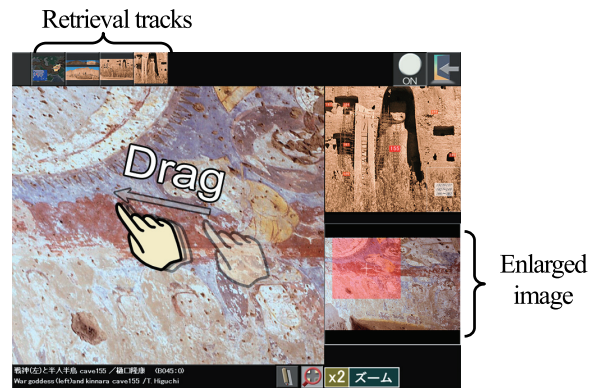 Retrieval tracks
ON
Drag
155
Enlarged
image
戦神(左)と半人半鳥 cave155 ／樋口隆康 (B045:0)
War goddess(left)and kinnara cave155 /T. Higuchi
x2 ズーム